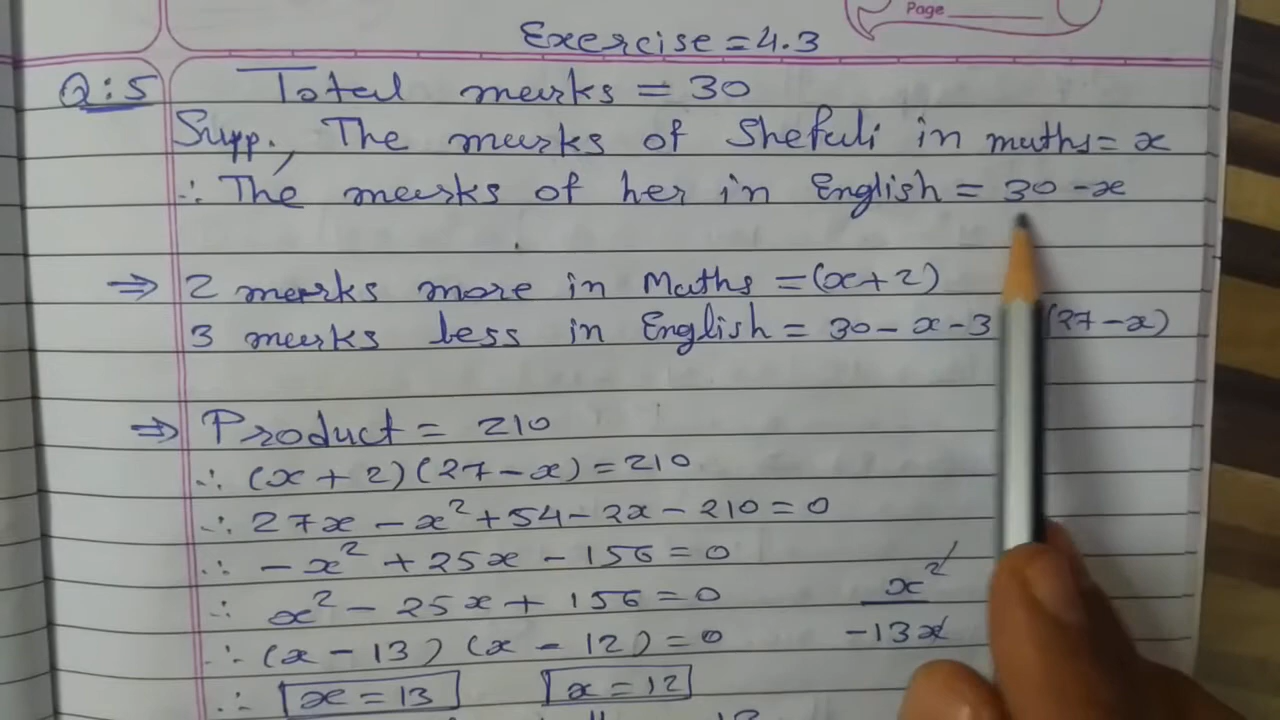 Page
Exercise = 4.3
Q:5 Total marks = 30
Supp., The marks of Shefali in maths = x
∴ The marks of her in English = 30 - x
⇒ 2 marks more in Maths = (x+2)
3 marks less in English = 30 - x - 3 (27 - x)
⇒ Product = 210
∴ (x + 2) (27 - x) = 210
∴ 27x - x² + 54 - 2x - 210 = 0
∴ - x² + 25x - 156 = 0
∴ x² - 25x + 156 = 0
x²
∴ (x - 13) (x - 12) = 0
-13x
∴ x = 13 x = 12